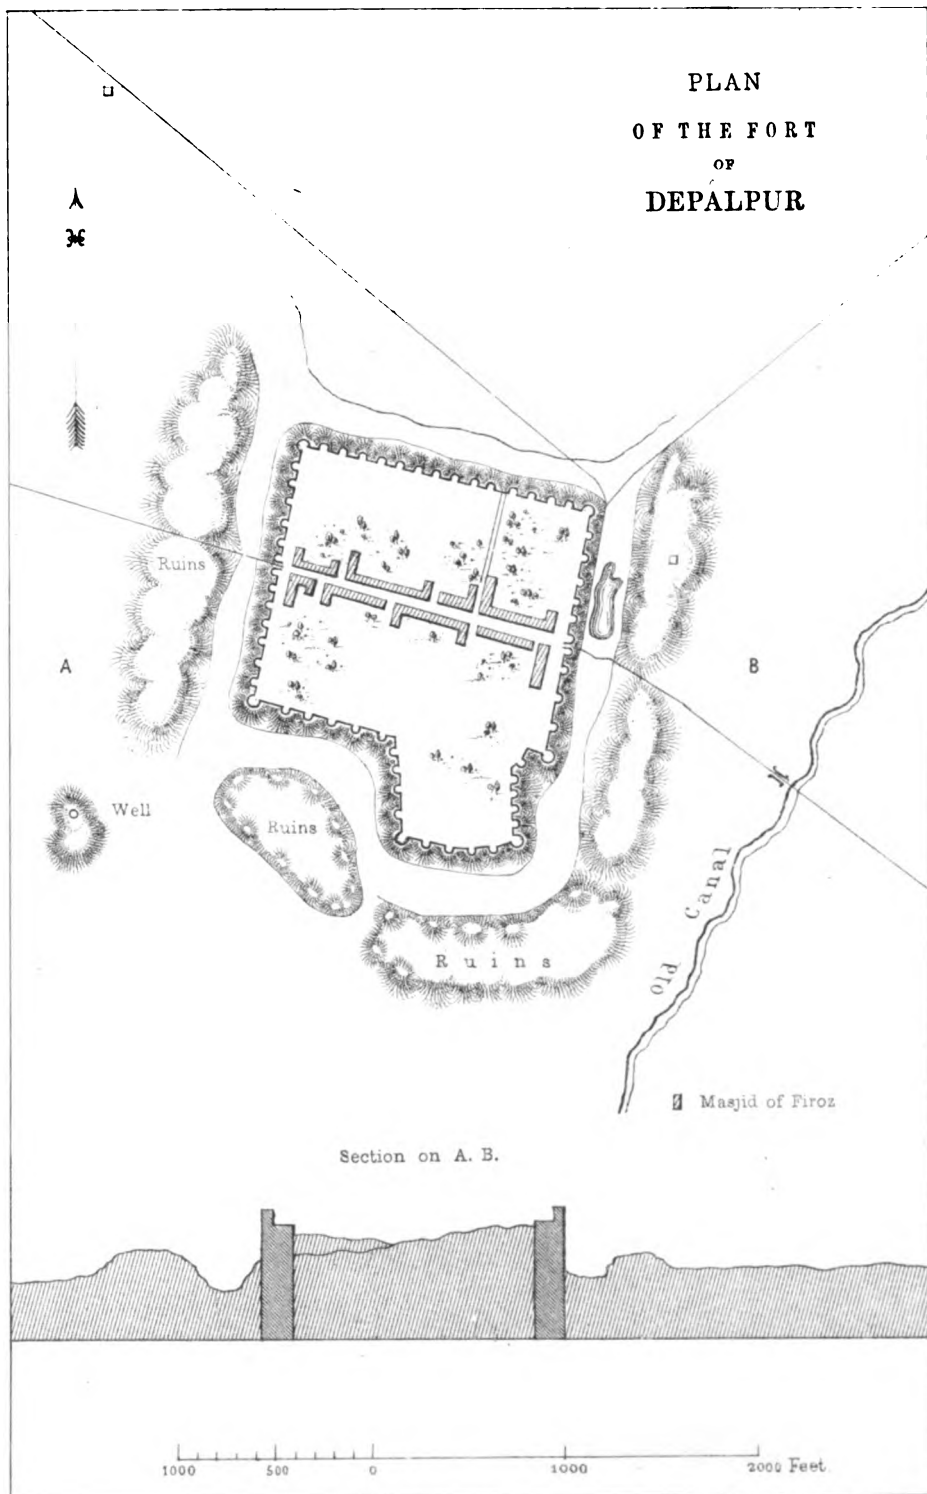 PLAN
OF THE FORT
OF
DEPÁLPUR
Ruins
A
B
Well
Ruins
Old Canal
Ruins
Masjid of Firoz
Section on A. B.
1000 500 0 1000 2000 Feet